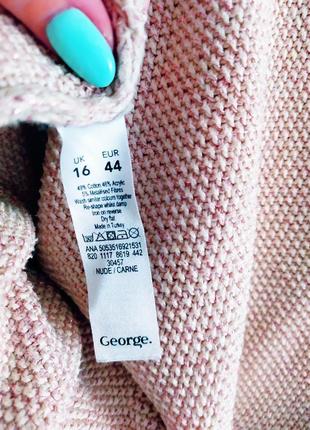 UK EUR
16 44
49% Cotton 46% Acrylic
5% Metallised Fibres
Wash similar colours together
Re-shape whilst damp
Iron on reverse
Dry flat
Made in Turkey
ANA 5053516921531
820 1117 8619 442
30457
NUDE / CARNE
George.